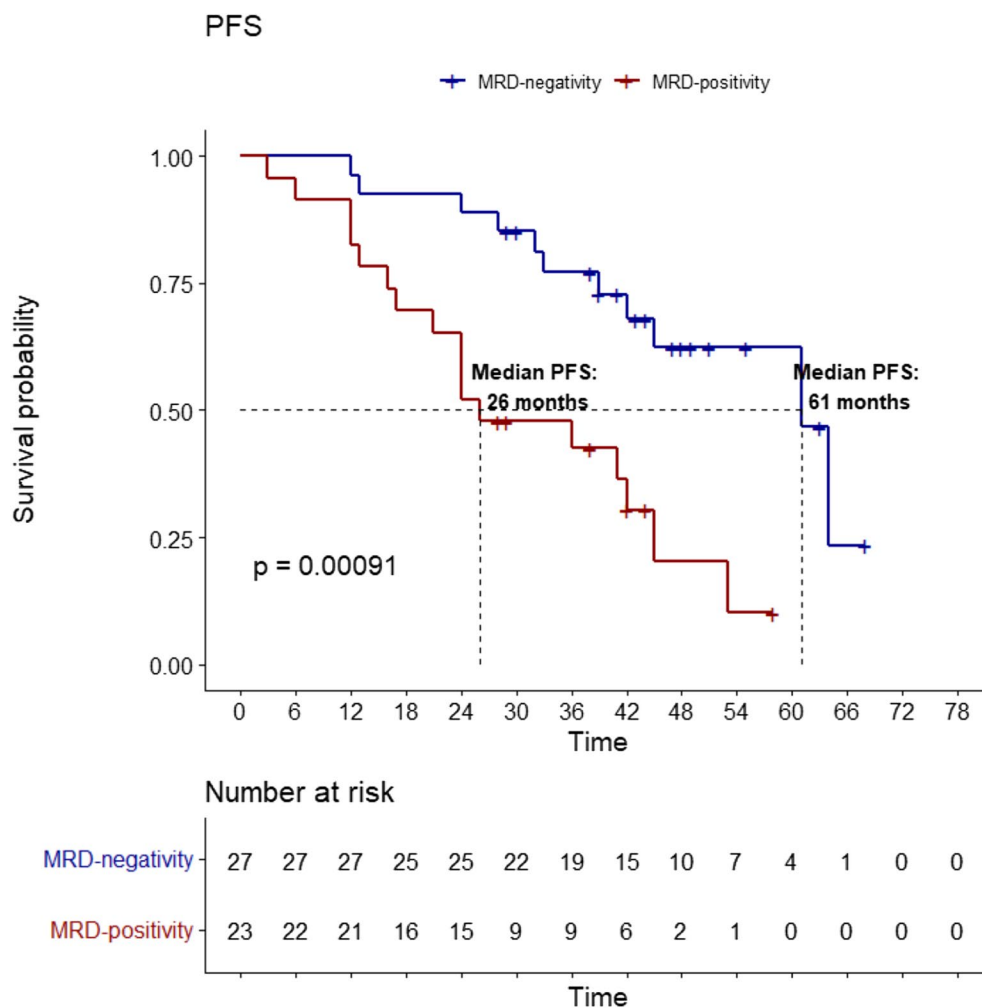 PFS
MRD-negativity MRD-positivity
Survival probability
1.00
0.75
0.50
0.25
0.00
Median PFS:
26 months
Median PFS:
61 months
p = 0.00091
0 6 12 18 24 30 36 42 48 54 60 66 72 78
Time
Number at risk
MRD-negativity 27 27 27 25 25 22 19 15 10 7 4 1 0 0
MRD-positivity 23 22 21 16 15 9 9 6 2 1 0 0 0 0
Time